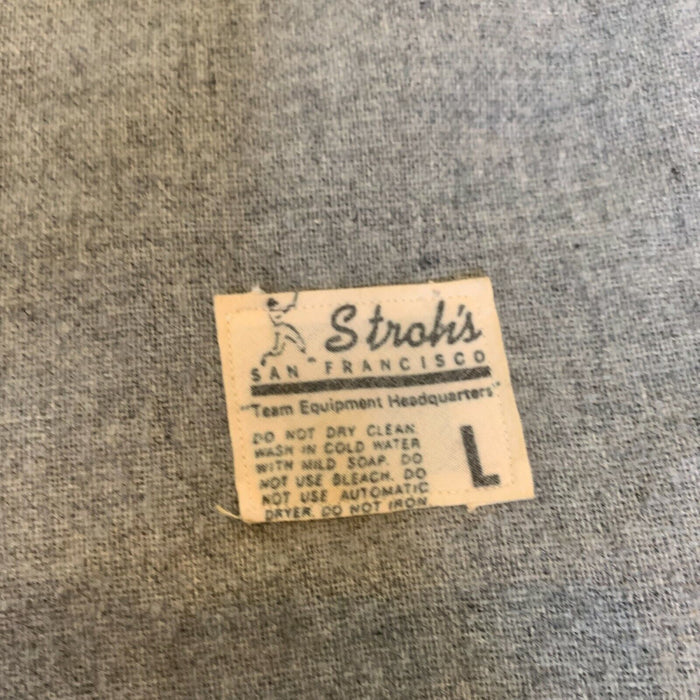 Strohi's
SAN FRANCISCO
"Team Equipment Headquarters"
DO NOT DRY CLEAN.
WASH IN COLD WATER
WITH MILD SOAP. DO
NOT USE BLEACH. DO
NOT USE AUTOMATIC
DRYER. DO NOT IRON.
L